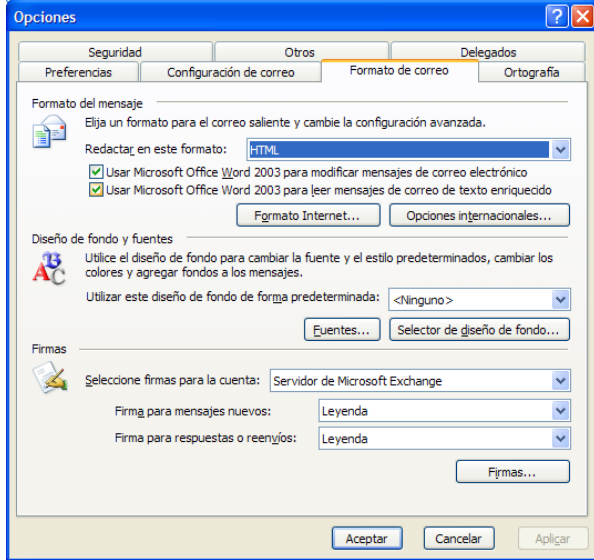 Opciones
Seguridad Otros Delegados
Preferencias Configuración de correo Formato de correo Ortografía
Formato del mensaje
Elija un formato para el correo saliente y cambie la configuración avanzada.
Redactar en este formato: HTML
Usar Microsoft Office Word 2003 para modificar mensajes de correo electrónico
Usar Microsoft Office Word 2003 para leer mensajes de correo de texto enriquecido
Formato Internet... Opciones internacionales...
Diseño de fondo y fuentes
Utilice el diseño de fondo para cambiar la fuente y el estilo predeterminados, cambiar los
colores y agregar fondos a los mensajes.
Utilizar este diseño de fondo de forma predeterminada: <Ninguno>
Fuentes... Selector de diseño de fondo...
Firmas
Seleccione firmas para la cuenta: Servidor de Microsoft Exchange
Firma para mensajes nuevos: Leyenda
Firma para respuestas o reenvíos: Leyenda
Firmas...
Aceptar Cancelar Aplicar